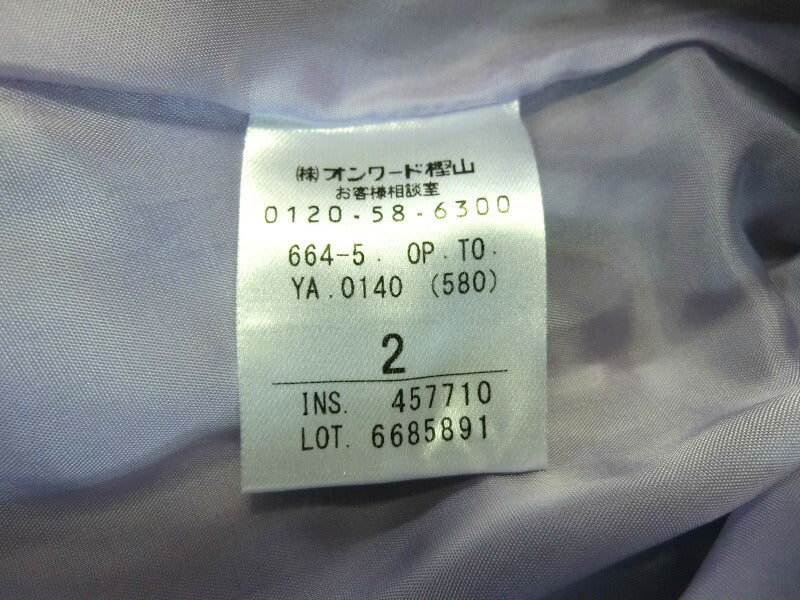 ㈱オンワード樫山
お客様相談室
0120-58-6300
664-5. OP.TO.
YA.0140 (580)
2
INS. 457710
LOT. 6685891